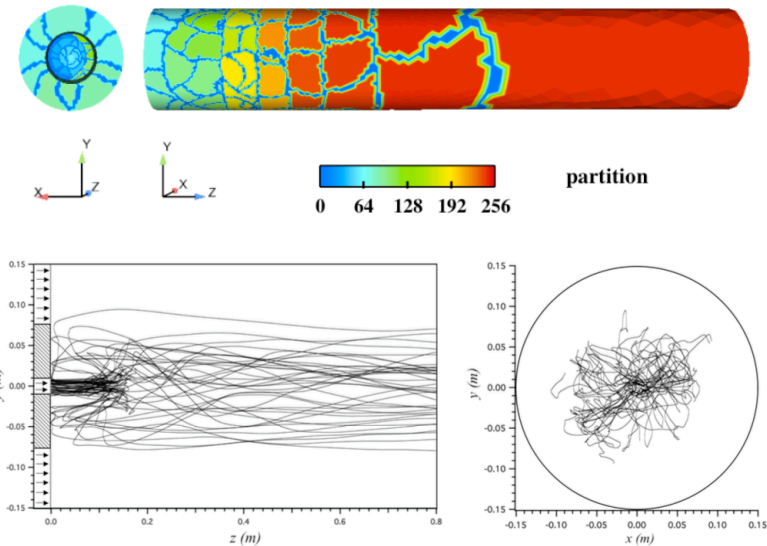 Y
Y
X
Z
X
Z
partition
0 64 128 192 256
0.15
0.10
0.05
0.00
-0.05
-0.10
-0.15
0.0 0.2 0.4 0.6 0.8
z (m)
y (m)
0.15
0.10
0.05
0.00
-0.05
-0.10
-0.15
-0.15 -0.10 -0.05 0.00 0.05 0.10 0.15
x (m)